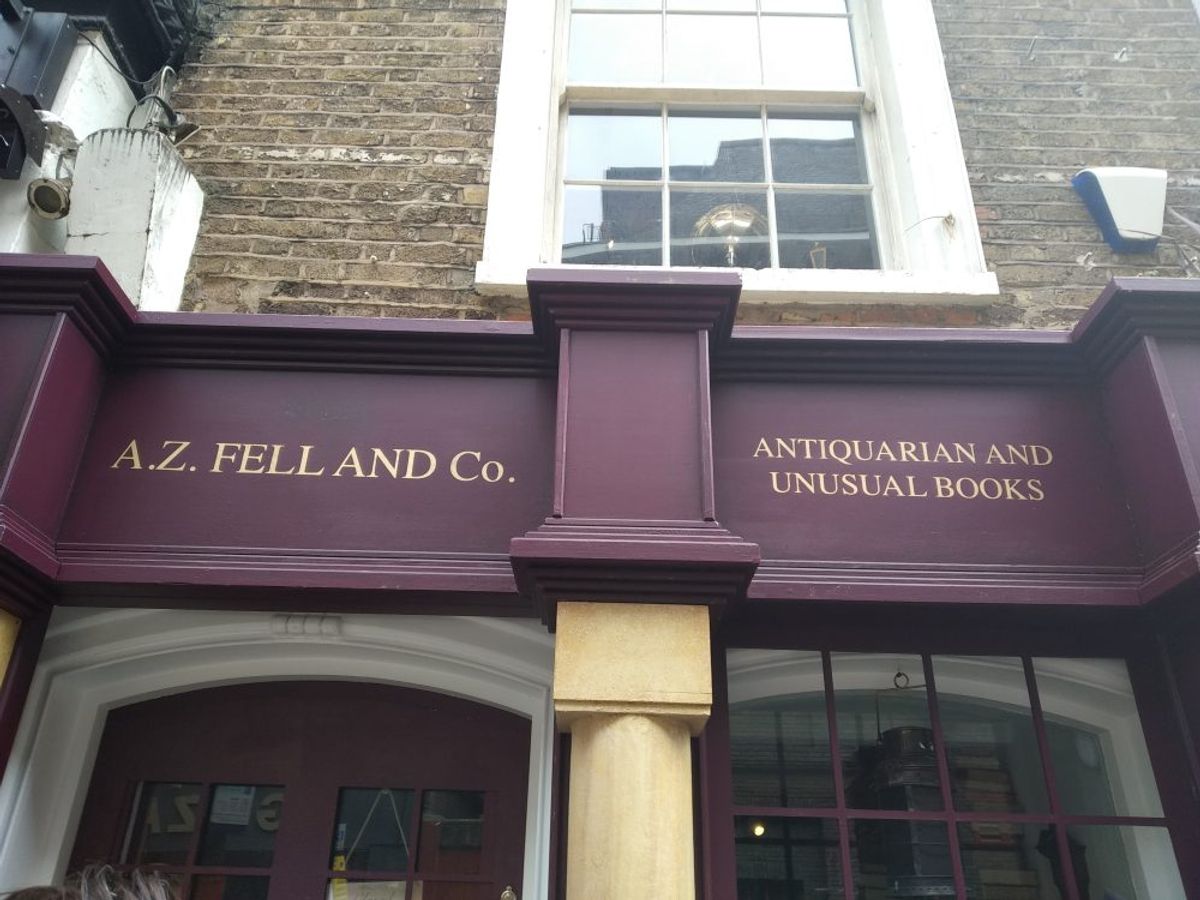 A.Z. FELL AND Co.
ANTIQUARIAN AND
UNUSUAL BOOKS